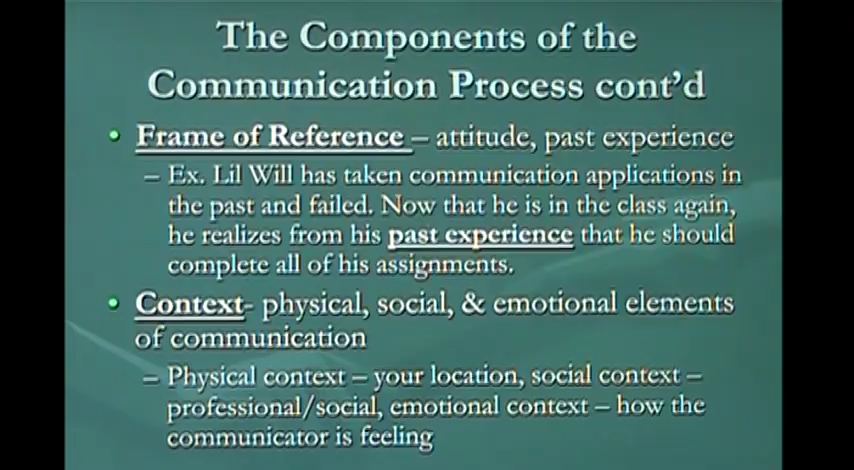 The Components of the
Communication Process cont'd
• Frame of Reference – attitude, past experience
– Ex. Lil Will has taken communication applications in
the past and failed. Now that he is in the class again,
he realizes from his past experience that he should
complete all of his assignments.
• Context- physical, social, & emotional elements
of communication
– Physical context – your location, social context –
professional/social, emotional context – how the
communicator is feeling